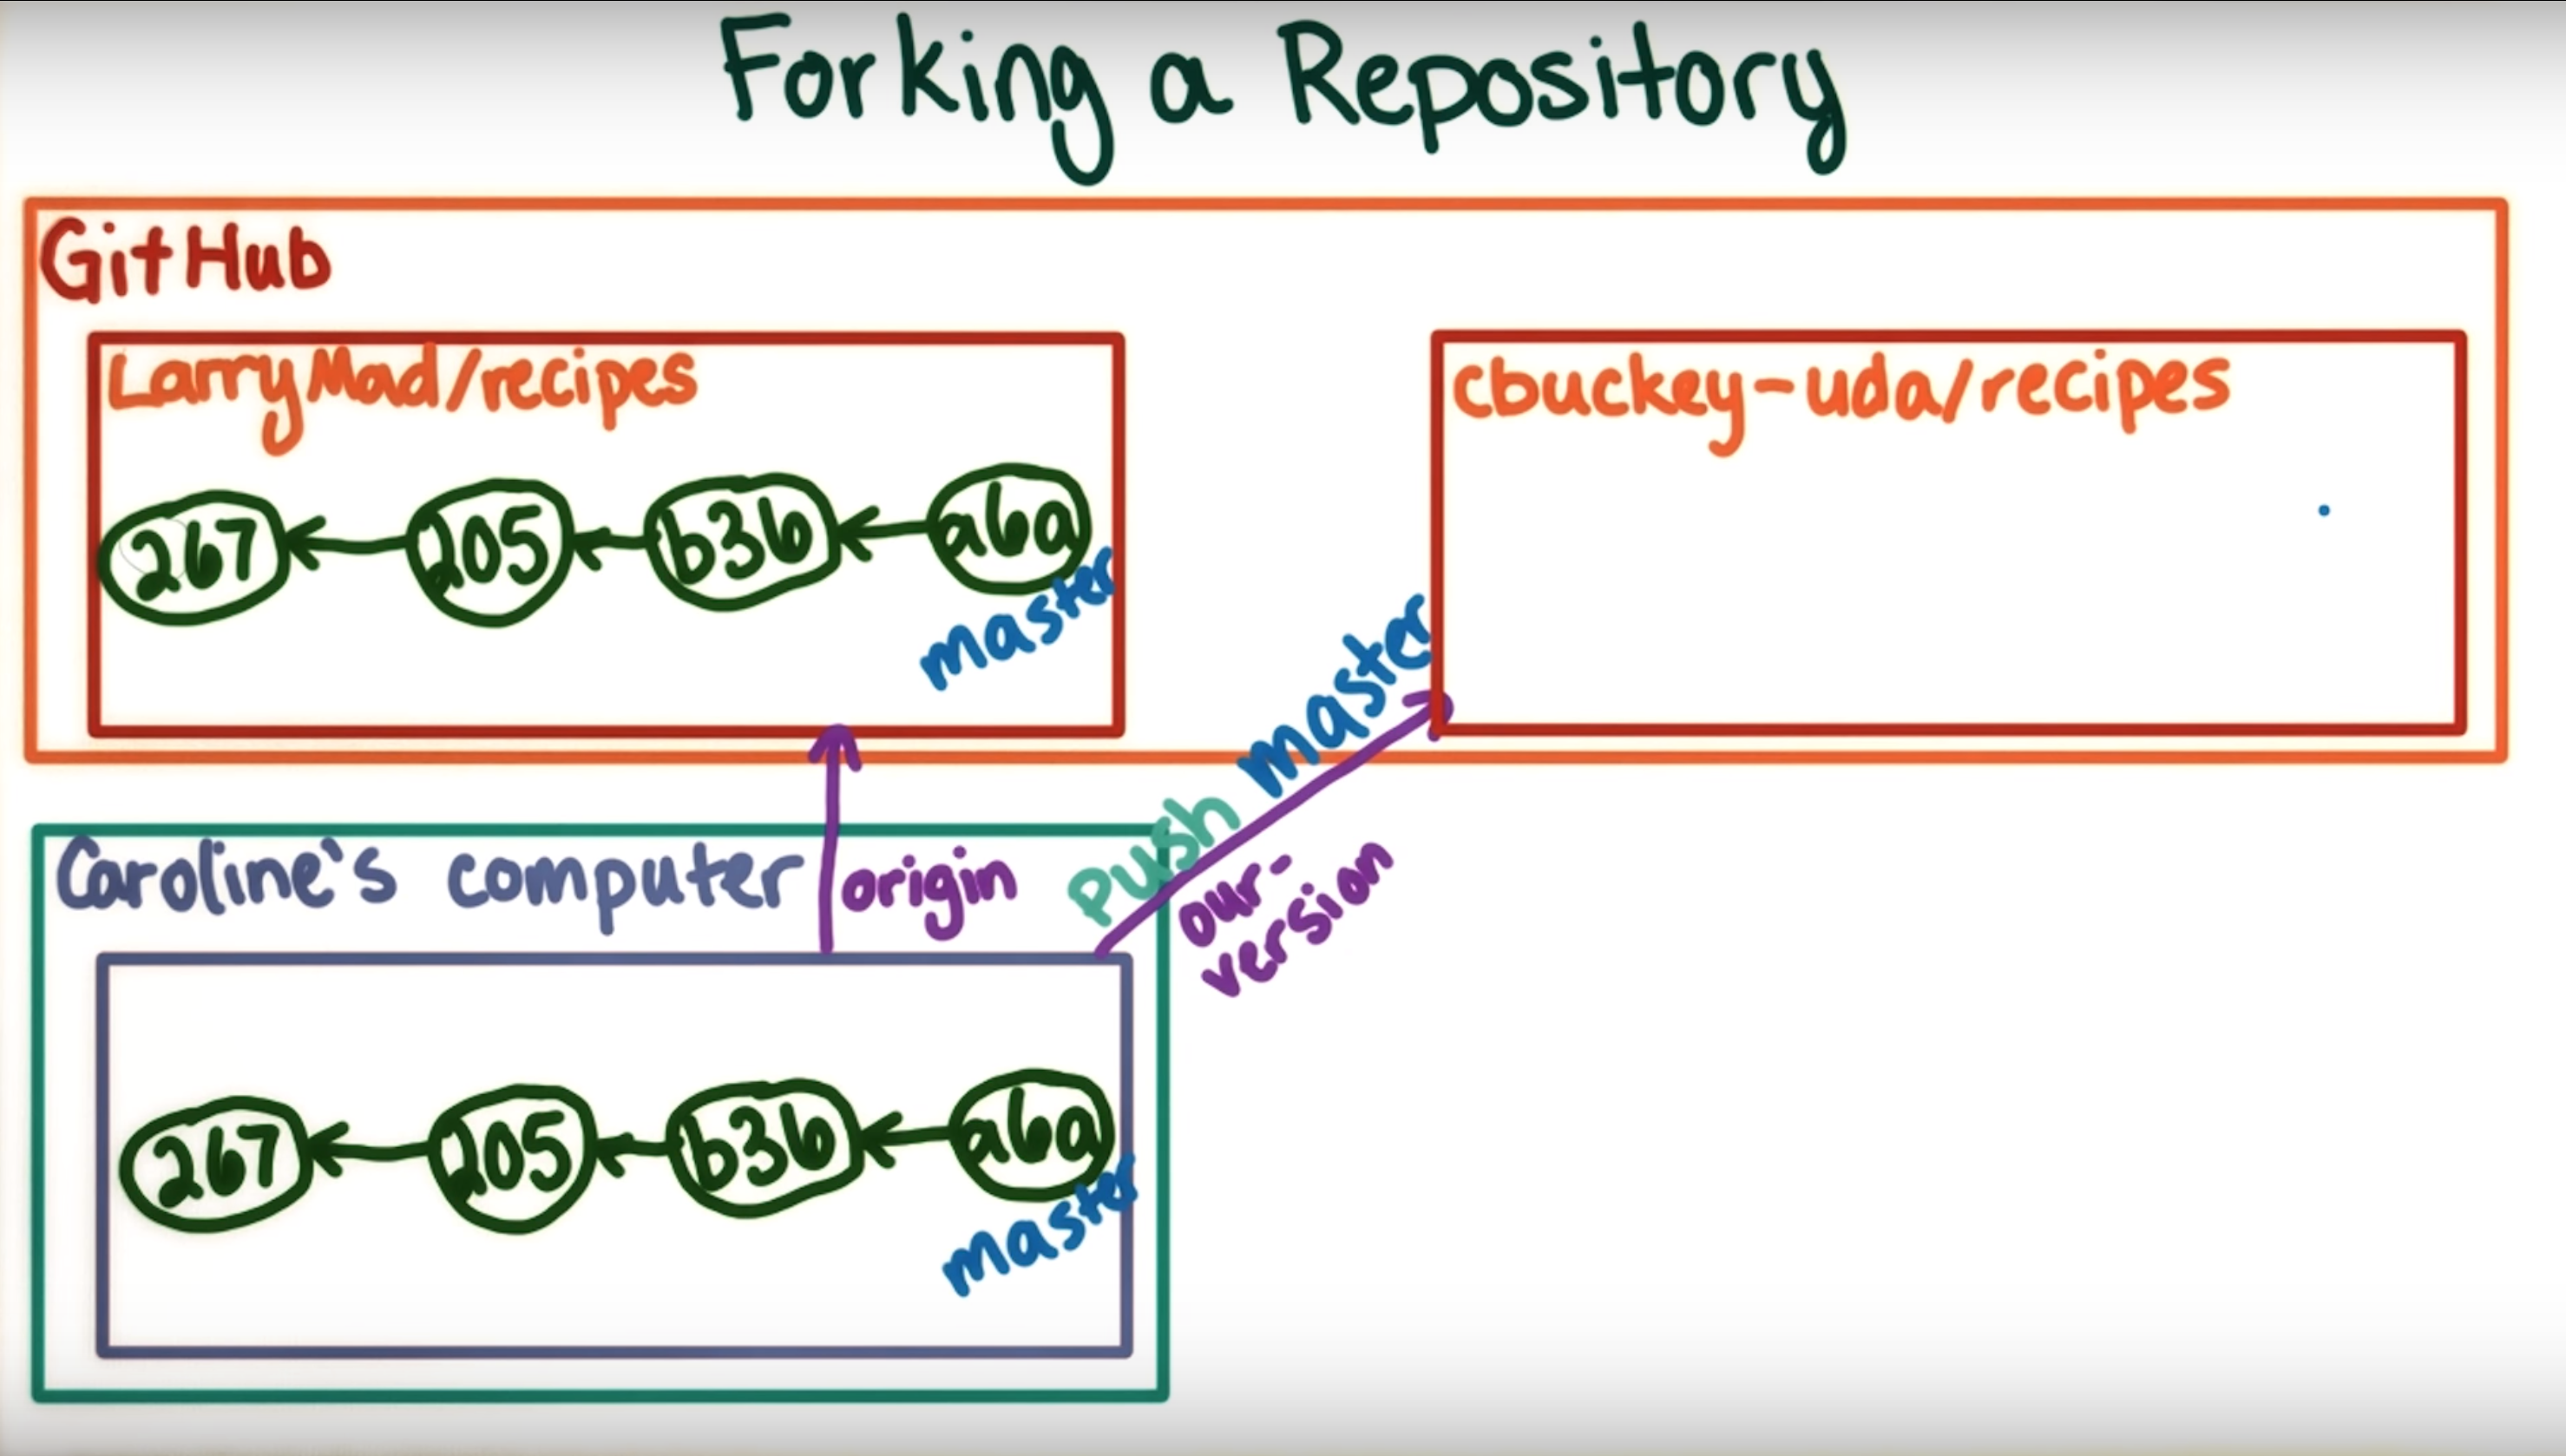 Forking a Repository
GitHub
LarryMad/recipes
cbuckey-uda/recipes
267 205 b36 a6a
master
Push master
our-
version
Caroline's computer
origin
267 205 b36 a6a
master